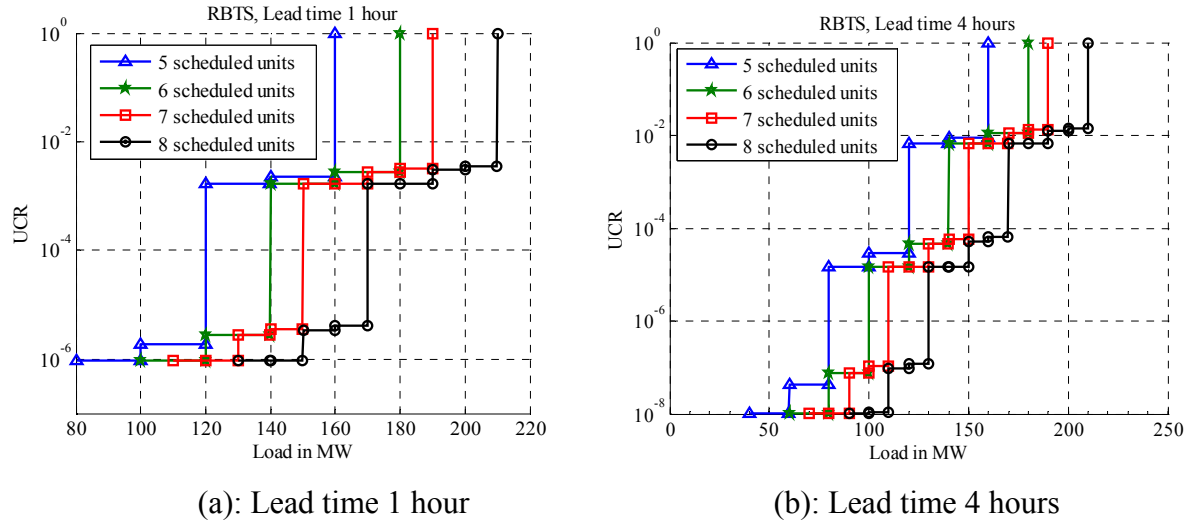 RBTS, Lead time 1 hour
10^0
5 scheduled units
6 scheduled units
7 scheduled units
8 scheduled units
10^-2
UCR
10^-4
10^-6
80 100 120 140 160 180 200 220
Load in MW
(a): Lead time 1 hour
RBTS, Lead time 4 hours
10^0
5 scheduled units
6 scheduled units
7 scheduled units
8 scheduled units
10^-2
10^-4
UCR
10^-6
10^-8
0 50 100 150 200 250
Load in MW
(b): Lead time 4 hours